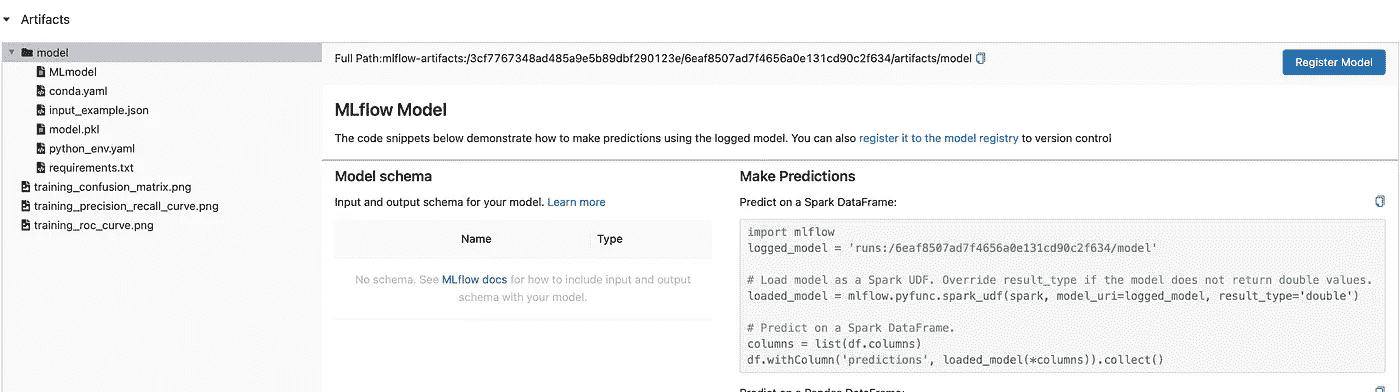 Artifacts
model
MLmodel
conda.yaml
input_example.json
model.pkl
python_env.yaml
requirements.txt
training_confusion_matrix.png
training_precision_recall_curve.png
training_roc_curve.png
Full Path:mlflow-artifacts:/3cf7767348ad485a9e5b89dbf290123e/6eaf8507ad7f4656a0e131cd90c2f634/artifacts/model
Register Model
MLflow Model
The code snippets below demonstrate how to make predictions using the logged model. You can also register it to the model registry to version control
Model schema
Input and output schema for your model. Learn more
Name Type
No schema. See MLflow docs for how to include input and output
schema with your model.
Make Predictions
Predict on a Spark DataFrame:
import mlflow
logged_model = 'runs:/6eaf8507ad7f4656a0e131cd90c2f634/model'
# Load model as a Spark UDF. Override result_type if the model does not return double values.
loaded_model = mlflow.pyfunc.spark_udf(spark, model_uri=logged_model, result_type='double')
# Predict on a Spark DataFrame.
columns = list(df.columns)
df.withColumn('predictions', loaded_model(*columns)).collect()
Predict on a Pandas DataFrame: